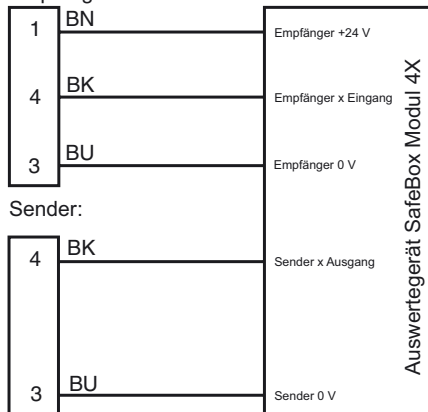 1 BN Empfänger +24 V
4 BK Empfänger x Eingang
3 BU Empfänger 0 V
Sender:
4 BK Sender x Ausgang
3 BU Sender 0 V
Auswertegerät SafeBox Modul 4X